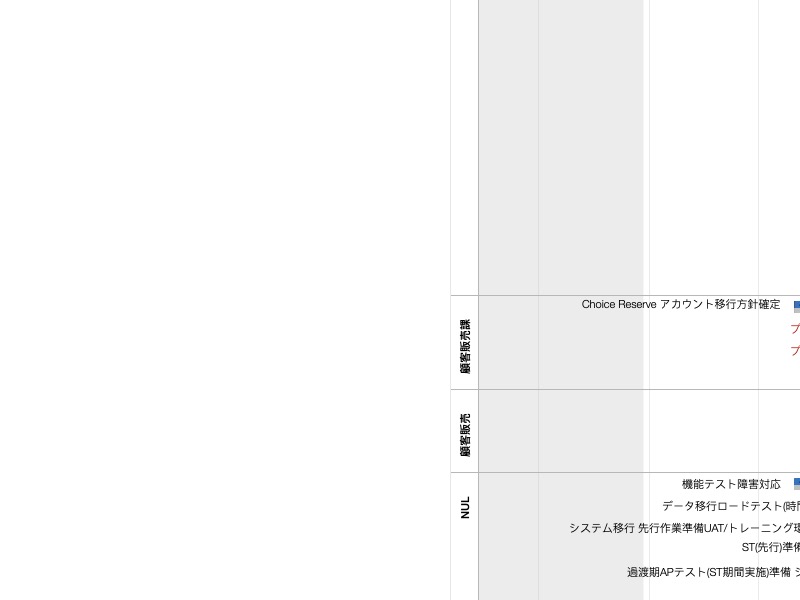 Choice Reserve アカウント移行方針確定
プ
顧客販売課
プ
顧客販売
機能テスト障害対応
NUL
データ移行ロードテスト(時
システム移行 先行作業準備UAT/トレーニング
ST(先行)準備
過渡期APテスト(ST期間実施)準備